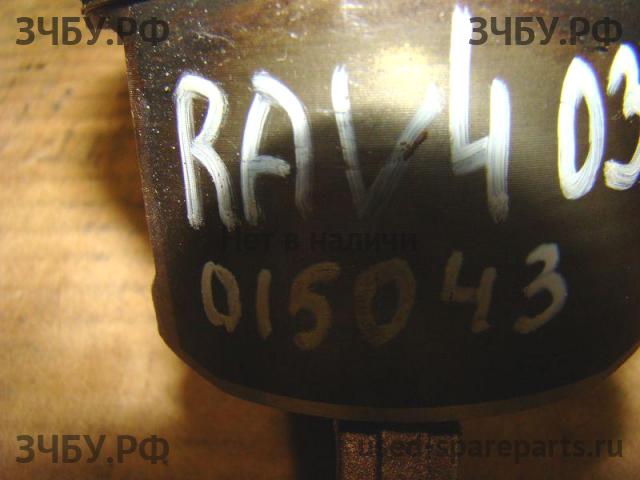 ЗЧБУ.РФ ЗЧБУ.РФ
RAV4 03
Нет в наличи
015043
ЗЧБУ.РФ used-spareparts.ru